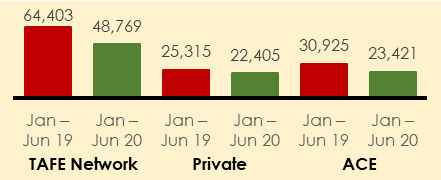 64,403
48,769
25,315
22,405
30,925
23,421
Jan – Jan – Jan – Jan – Jan – Jan –
Jun 19 Jun 20 Jun 19 Jun 20 Jun 19 Jun 20
TAFE Network Private ACE